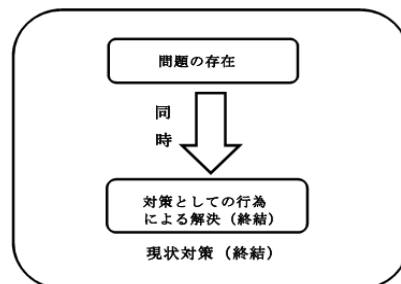 問題の存在
同
時
対策としての行為
による解決（終結）
現状対策（終結）